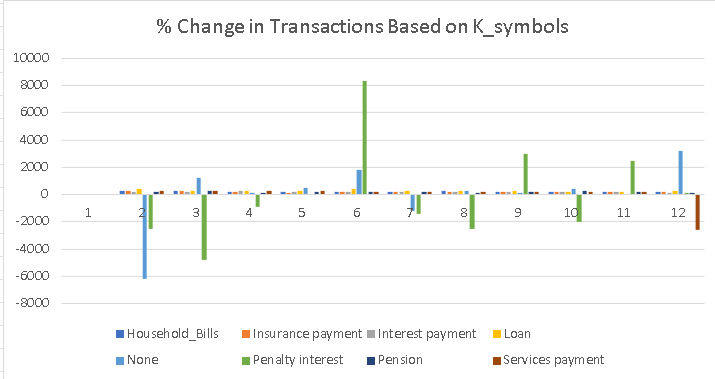 % Change in Transactions Based on K_symbols
10000
8000
6000
4000
2000
0
1 2 3 4 5 6 7 8 9 10 11 12
-2000
-4000
-6000
-8000
Household_Bills Insurance payment Interest payment Loan
None Penalty interest Pension Services payment